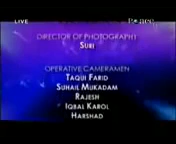 LIVE
DIRECTOR OF PHOTOGRAPHY
SURI
OPERATIVE CAMERAMEN
TAQUI FARID
SUHAIL MUKADAM
RAJESH
IQBAL KAROL
HARSHAD